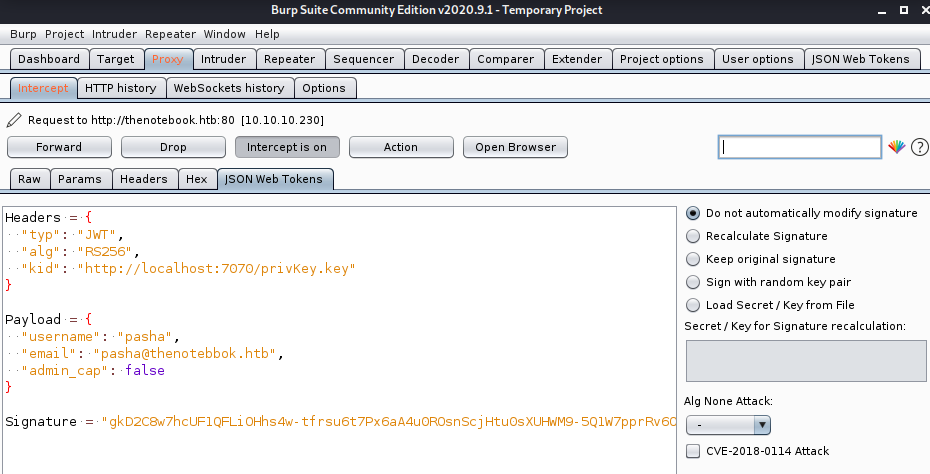 Burp Suite Community Edition v2020.9.1 - Temporary Project
Burp Project Intruder Repeater Window Help
Dashboard Target Proxy Intruder Repeater Sequencer Decoder Comparer Extender Project options User options JSON Web Tokens
Intercept HTTP history WebSockets history Options
Request to http://thenotebook.htb:80 [10.10.10.230]
Forward Drop Intercept is on Action Open Browser
Raw Params Headers Hex JSON Web Tokens
Headers = {
"typ": "JWT",
"alg": "RS256",
"kid": "http://localhost:7070/privKey.key"
}
Payload = {
"username": "pasha",
"email": "pasha@thenotebbok.htb",
"admin_cap": false
}
Signature = "gkD2C8w7hcUF1QFLiOHhs4w-tfrsu6t7Px6aA4u0ROsnScjHtu0sXUHWM9-5Q1W7pprRv6O
Do not automatically modify signature
Recalculate Signature
Keep original signature
Sign with random key pair
Load Secret / Key from File
Secret / Key for Signature recalculation:
Alg None Attack:
-
CVE-2018-0114 Attack